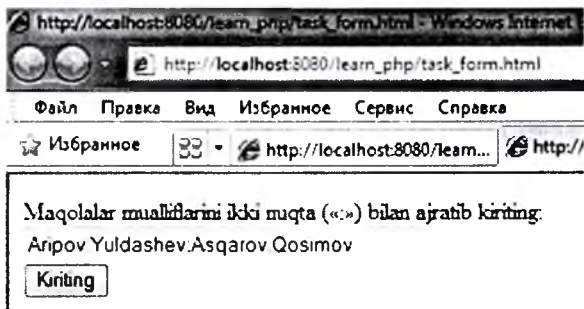 http://localhost:8080/learn_php/task_form.html - Windows Internet
http://localhost:8080/learn_php/task_form.html
Файл Правка Вид Избранное Сервис Справка
Избранное http://localhost:8080/learn... http://
Maqolalar mualliflarini ikki nuqta («:») bilan ajratib kiriting:
Aripov:Yuldashev:Asqarov:Qosimov
Kiriting